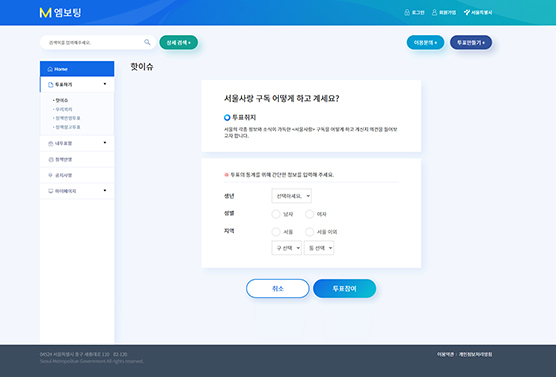 M 엠보팅
로그인 회원가입 서울특별시
검색어를 입력해주세요.
상세 검색 +
이용문의 + 투표만들기 +
Home
투표하기
• 핫이슈
• 우리끼리
• 정책반영투표
• 정책참고투표
내투표함
정책반영
공지사항
마이페이지
핫이슈
서울사랑 구독 어떻게 하고 계세요?
투표취지
서울의 각종 정보와 소식이 가득한 <서울사랑> 구독을 어떻게 하고 계신지 의견을 들어보
고자 합니다.
※ 투표의 통계를 위해 간단한 정보를 입력해 주세요.
생년 선택하세요.
성별 남자 여자
지역 서울 서울 이외
구 선택 동 선택
취소 투표참여
04524 서울특별시 중구 세종대로 110 02-120
Seoul Metropolitan Government All rights reserved.
이용약관 · 개인정보처리방침